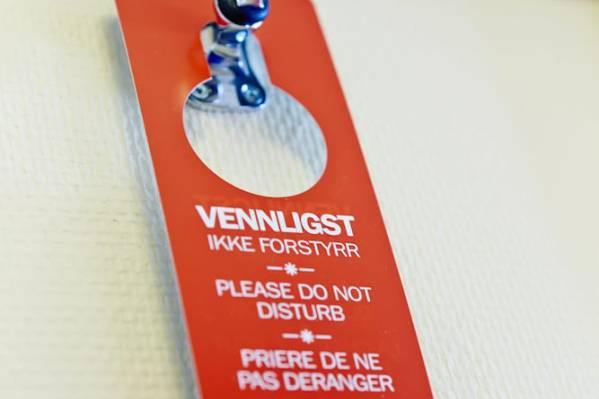 VENNLIGST
IKKE FORSTYRR
PLEASE DO NOT
DISTURB
PRIERE DE NE
PAS DERANGER